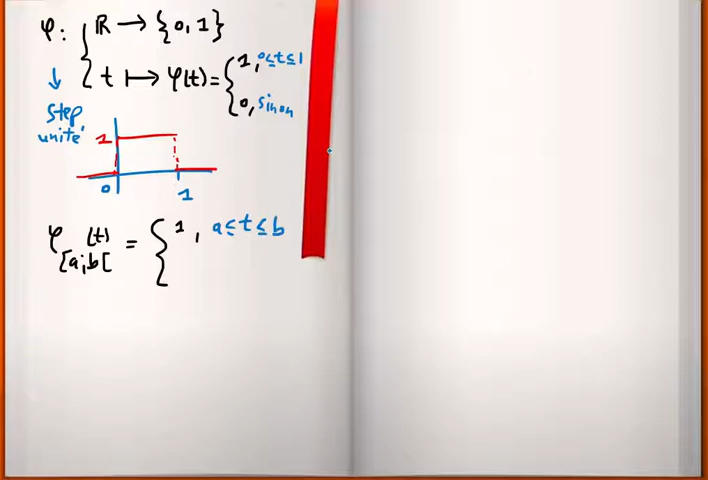 φ: { ℝ → {0, 1}
t ⟼ φ(t) = { 1, 0 ≤ t ≤ 1
0, sinon
step
unité
1
0 1
φ[a;b[ (t) = { 1, a ≤ t ≤ b